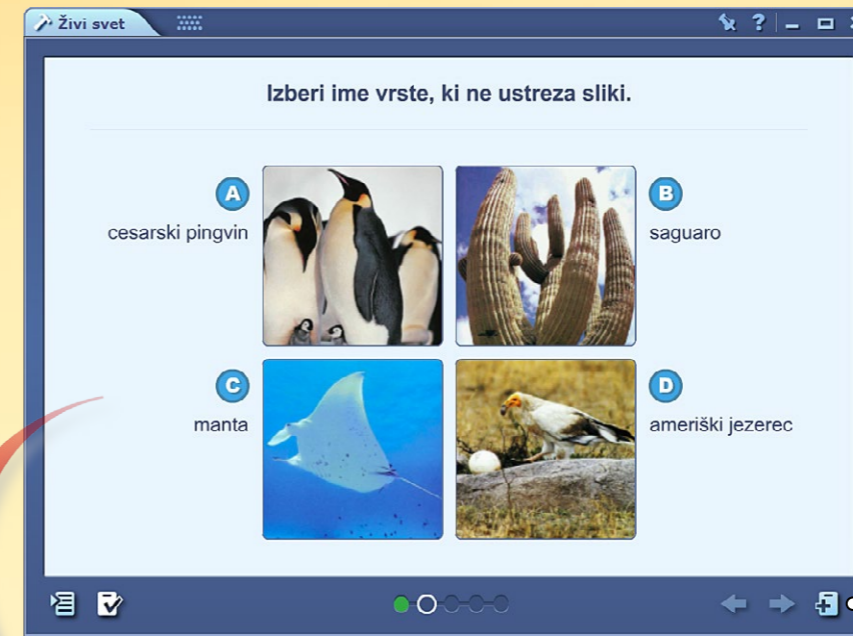 Živi svet
Izberi ime vrste, ki ne ustreza sliki.
A
cesarski pingvin
B
saguaro
C
manta
D
ameriški jezerec